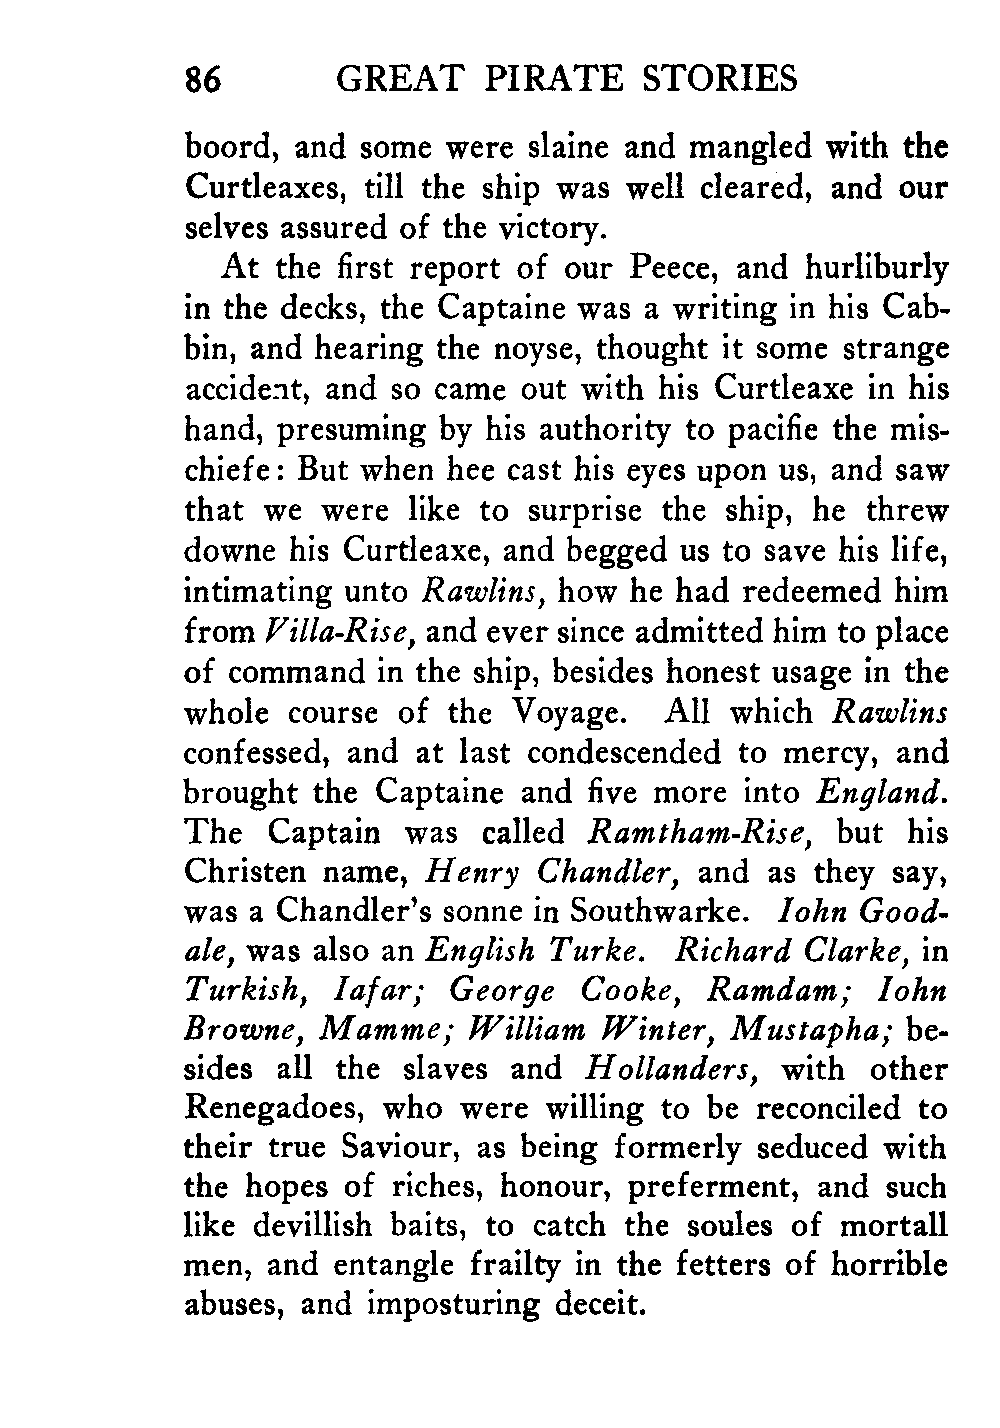 86 GREAT PIRATE STORIES
boord, and some were slaine and mangled with the
Curtleaxes, till the ship was well cleared, and our
selves assured of the victory.
At the first report of our Peece, and hurliburly
in the decks, the Captaine was a writing in his Cab-
bin, and hearing the noyse, thought it some strange
accident, and so came out with his Curtleaxe in his
hand, presuming by his authority to pacifie the mis-
chiefe: But when hee cast his eyes upon us, and saw
that we were like to surprise the ship, he threw
downe his Curtleaxe, and begged us to save his life,
intimating unto Rawlins, how he had redeemed him
from Villa-Rise, and ever since admitted him to place
of command in the ship, besides honest usage in the
whole course of the Voyage. All which Rawlins
confessed, and at last condescended to mercy, and
brought the Captaine and five more into England.
The Captain was called Ramtham-Rise, but his
Christen name, Henry Chandler, and as they say,
was a Chandler's sonne in Southwarke. Iohn Good-
ale, was also an English Turke. Richard Clarke, in
Turkish, Iafar; George Cooke, Ramdam; Iohn
Browne, Mamme; William Winter, Mustapha; be-
sides all the slaves and Hollanders, with other
Renegadoes, who were willing to be reconciled to
their true Saviour, as being formerly seduced with
the hopes of riches, honour, preferment, and such
like devillish baits, to catch the soules of mortall
men, and entangle frailty in the fetters of horrible
abuses, and imposturing deceit.